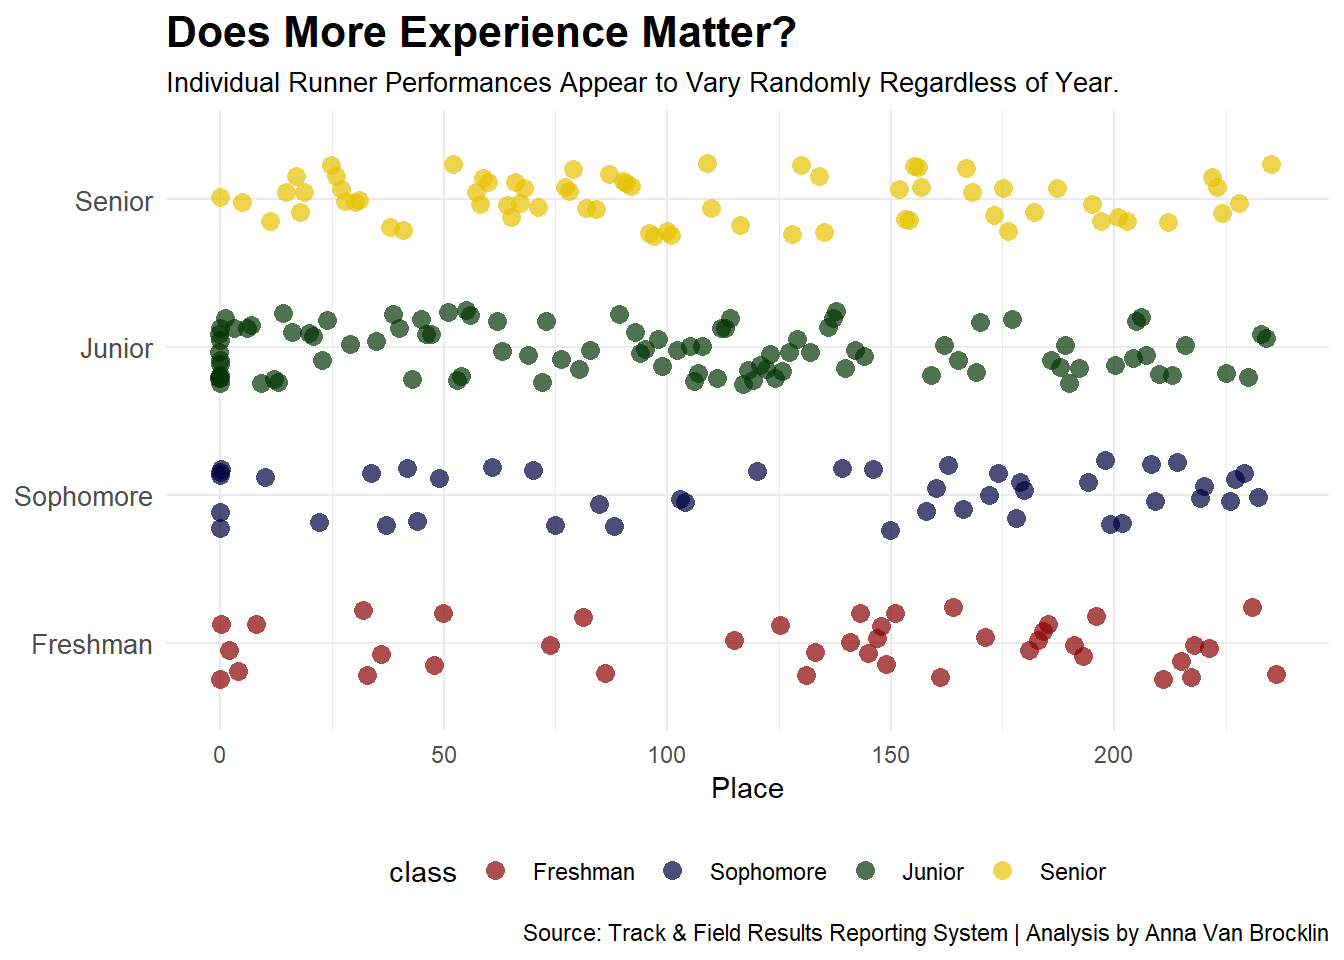 Does More Experience Matter?
Individual Runner Performances Appear to Vary Randomly Regardless of Year.
Senior
Junior
Sophomore
Freshman
0 50 100 150 200
Place
class Freshman Sophomore Junior Senior
Source: Track & Field Results Reporting System | Analysis by Anna Van Brocklin